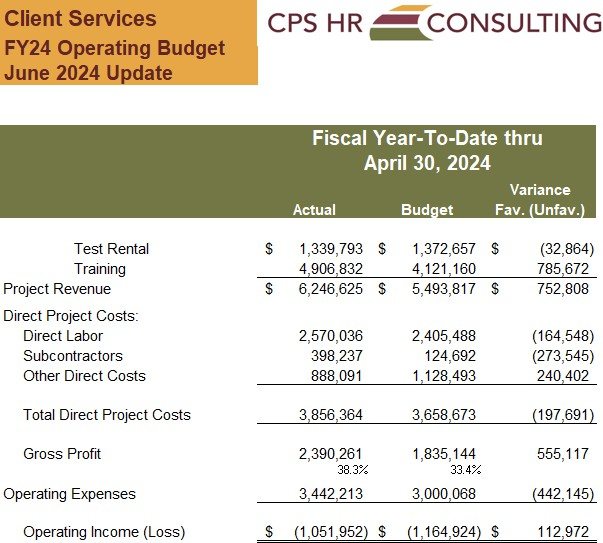 Client Services
FY24 Operating Budget
June 2024 Update
CPS HR CONSULTING
Fiscal Year-To-Date thru
April 30, 2024
Variance
Actual Budget Fav. (Unfav.)
Test Rental $ 1,339,793 $ 1,372,657 $ (32,864)
Training 4,906,832 4,121,160 785,672
Project Revenue $ 6,246,625 $ 5,493,817 $ 752,808
Direct Project Costs:
Direct Labor 2,570,036 2,405,488 (164,548)
Subcontractors 398,237 124,692 (273,545)
Other Direct Costs 888,091 1,128,493 240,402
Total Direct Project Costs 3,856,364 3,658,673 (197,691)
Gross Profit 2,390,261 1,835,144 555,117
38.3% 33.4%
Operating Expenses 3,442,213 3,000,068 (442,145)
Operating Income (Loss) $ (1,051,952) $ (1,164,924) $ 112,972